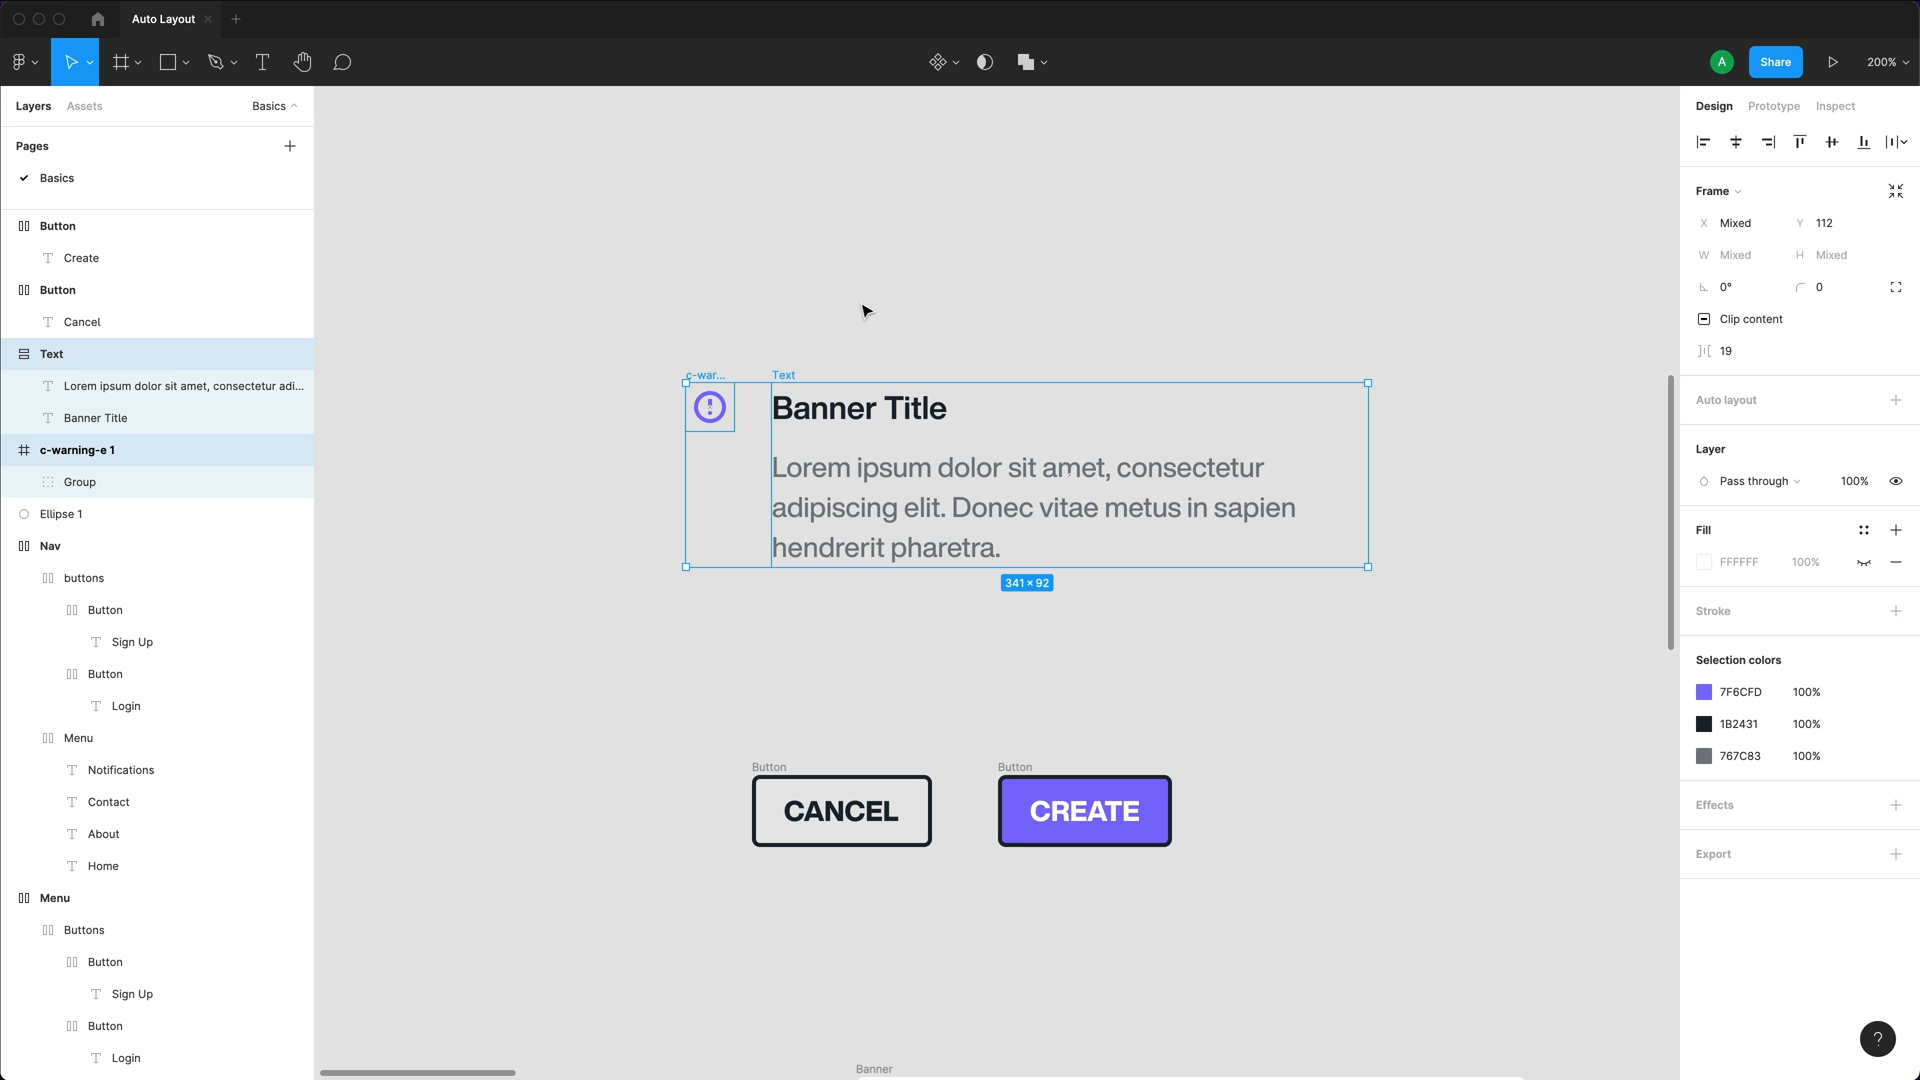 Auto Layout
A
Share
200%
Layers
Assets
Basics
Pages
Basics
Button
Create
Button
Cancel
Text
Lorem ipsum dolor sit amet, consectetur adi...
Banner Title
c-warning-e 1
Group
Ellipse 1
Nav
buttons
Button
Sign Up
Button
Login
Menu
Notifications
Contact
About
Home
Menu
Buttons
Button
Sign Up
Button
Login
c-war...
Text
Banner Title
Lorem ipsum dolor sit amet, consectetur
adipiscing elit. Donec vitae metus in sapien
hendrerit pharetra.
341 × 92
Button
CANCEL
Button
CREATE
Banner
Design
Prototype
Inspect
Frame
X Mixed
Y 112
W Mixed
H Mixed
0°
0
Clip content
19
Auto layout
Layer
Pass through
100%
Fill
FFFFFF
100%
Stroke
Selection colors
7F6CFD
100%
1B2431
100%
767C83
100%
Effects
Export
?